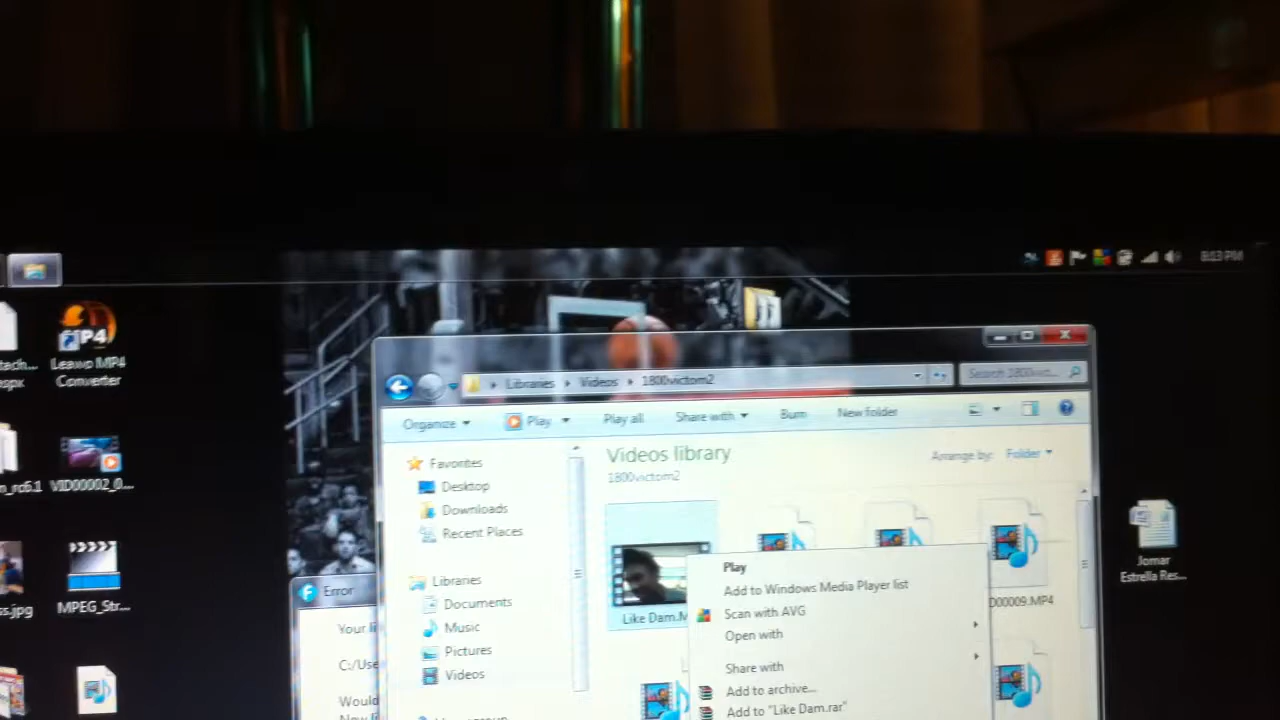 8:13 PM
Leawo MP4
Converter
VID00002_0...
MPEG_Str...
Error
Libraries
Videos
1800victom2
Search 1800victom...
Organize
Play
Play all
Share with
Burn
New folder
Videos library
1800victom2
Arrange by:
Folder
Favorites
Desktop
Downloads
Recent Places
Libraries
Documents
Music
Pictures
Videos
Like Dam.M
D00009.MP4
Play
Add to Windows Media Player list
Scan with AVG
Open with
Share with
Add to archive...
Add to "Like Dam.rar"
Jomar
Estrella Res...
Your li
C:/Use
Would